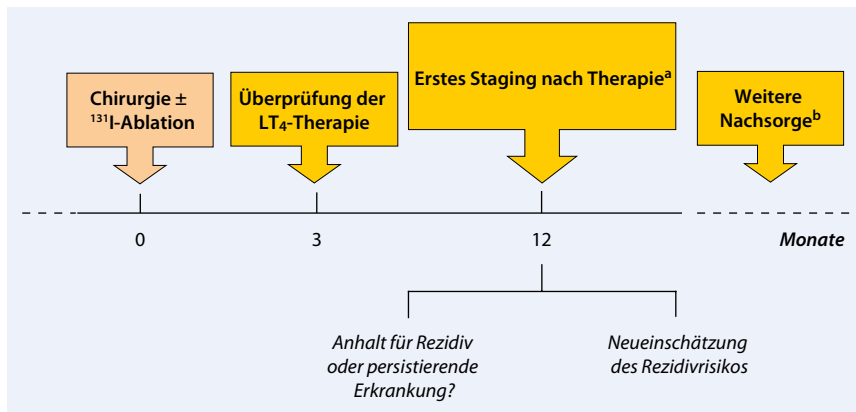 Chirurgie ±
¹³¹I-Ablation
Überprüfung der
LT₄-Therapie
Erstes Staging nach Therapieᵃ
Weitere
Nachsorgeᵇ
0
3
12
Monate
Anhalt für Rezidiv
oder persistierende
Erkrankung?
Neueinschätzung
des Rezidivrisikos